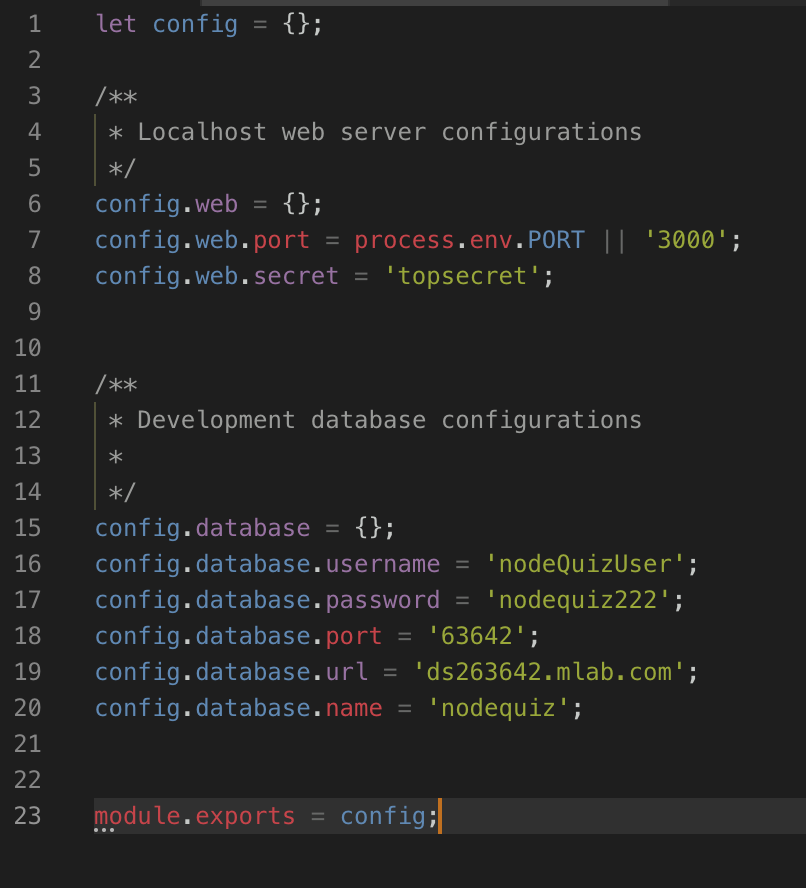 1 let config = {};
2
3 /**
4 * Localhost web server configurations
5 */
6 config.web = {};
7 config.web.port = process.env.PORT || '3000';
8 config.web.secret = 'topsecret';
9
10
11 /**
12 * Development database configurations
13 *
14 */
15 config.database = {};
16 config.database.username = 'nodeQuizUser';
17 config.database.password = 'nodequiz222';
18 config.database.port = '63642';
19 config.database.url = 'ds263642.mlab.com';
20 config.database.name = 'nodequiz';
21
22
23 module.exports = config;